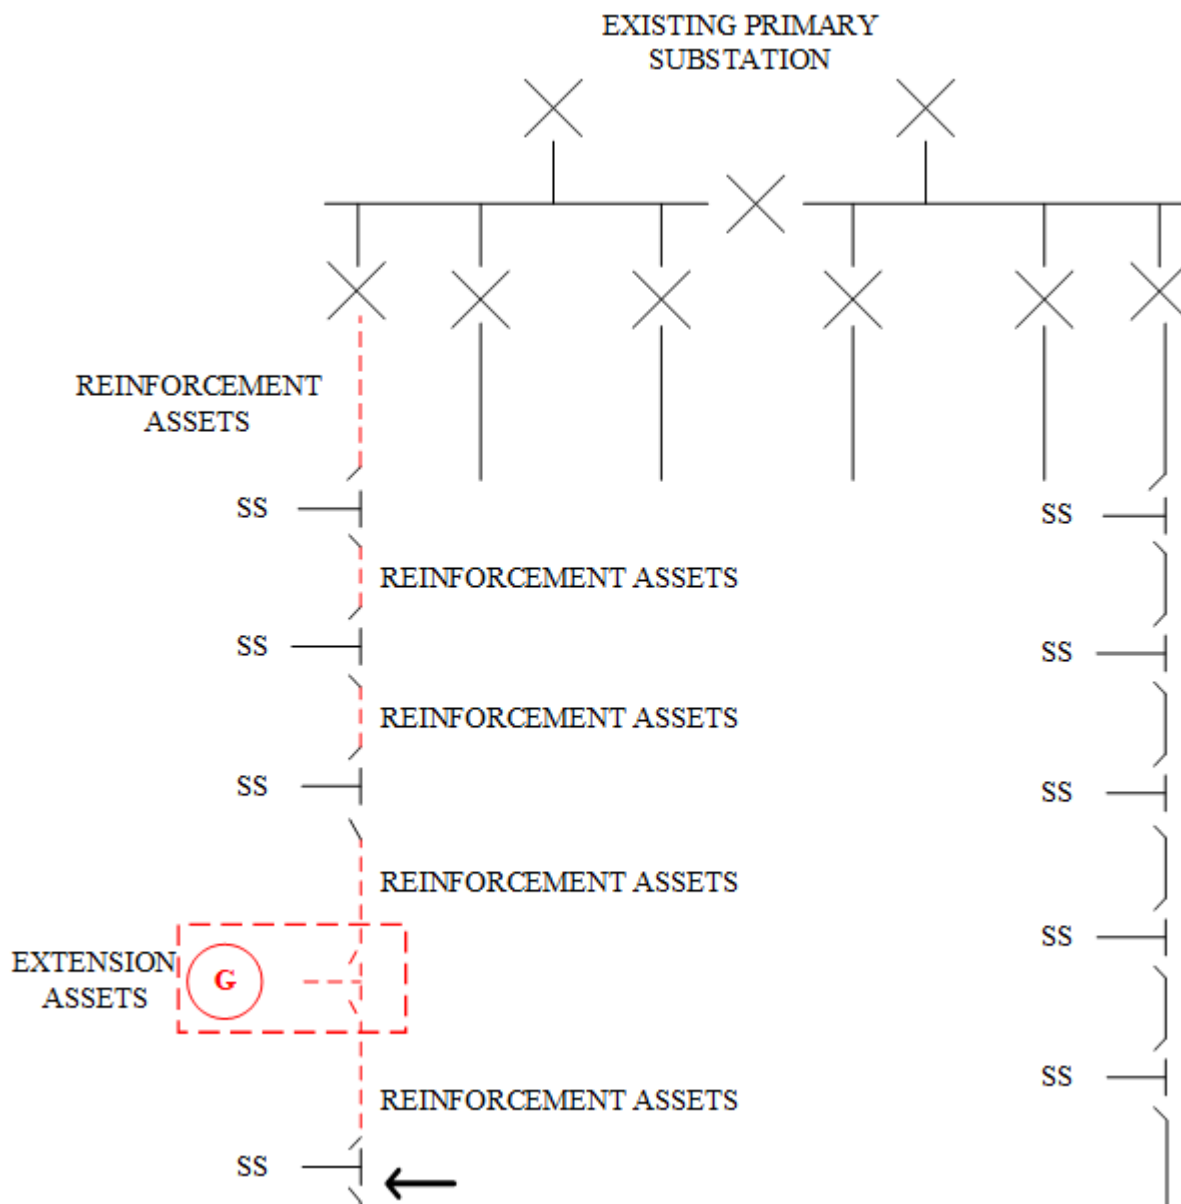 EXISTING PRIMARY
SUBSTATION
REINFORCEMENT
ASSETS
SS
SS
REINFORCEMENT ASSETS
SS
SS
REINFORCEMENT ASSETS
SS
SS
REINFORCEMENT ASSETS
SS
EXTENSION
ASSETS
G
SS
REINFORCEMENT ASSETS
SS